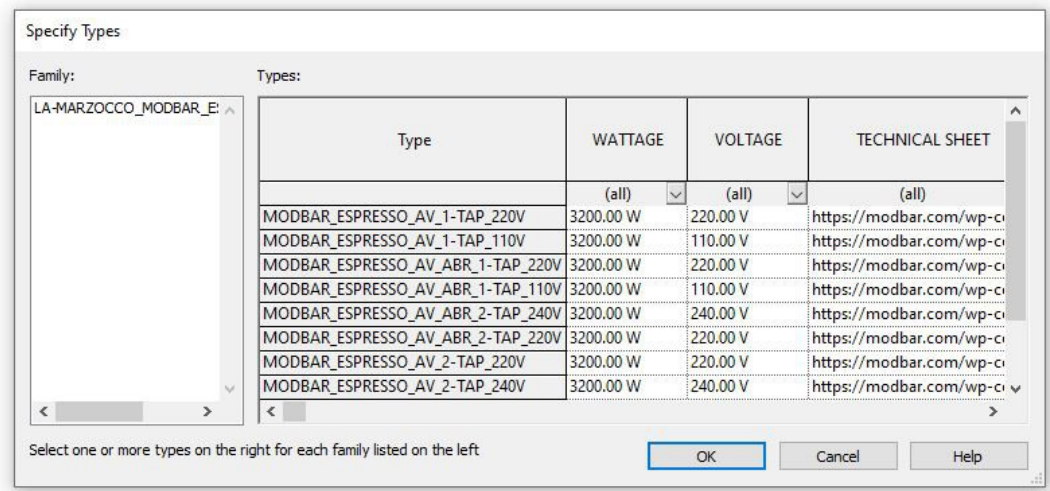 Specify Types
Family:
Types:
LA-MARZOCCO_MODBAR_E
Type WATTAGE VOLTAGE TECHNICAL SHEET
(all) (all) (all)
MODBAR_ESPRESSO_AV_1-TAP_220V 3200.00 W 220.00 V https://modbar.com/wp-c
MODBAR_ESPRESSO_AV_1-TAP_110V 3200.00 W 110.00 V https://modbar.com/wp-c
MODBAR_ESPRESSO_AV_ABR_1-TAP_220V 3200.00 W 220.00 V https://modbar.com/wp-c
MODBAR_ESPRESSO_AV_ABR_1-TAP_110V 3200.00 W 110.00 V https://modbar.com/wp-c
MODBAR_ESPRESSO_AV_ABR_2-TAP_240V 3200.00 W 240.00 V https://modbar.com/wp-c
MODBAR_ESPRESSO_AV_ABR_2-TAP_220V 3200.00 W 220.00 V https://modbar.com/wp-c
MODBAR_ESPRESSO_AV_2-TAP_220V 3200.00 W 220.00 V https://modbar.com/wp-c
MODBAR_ESPRESSO_AV_2-TAP_240V 3200.00 W 240.00 V https://modbar.com/wp-c
Select one or more types on the right for each family listed on the left
OK Cancel Help